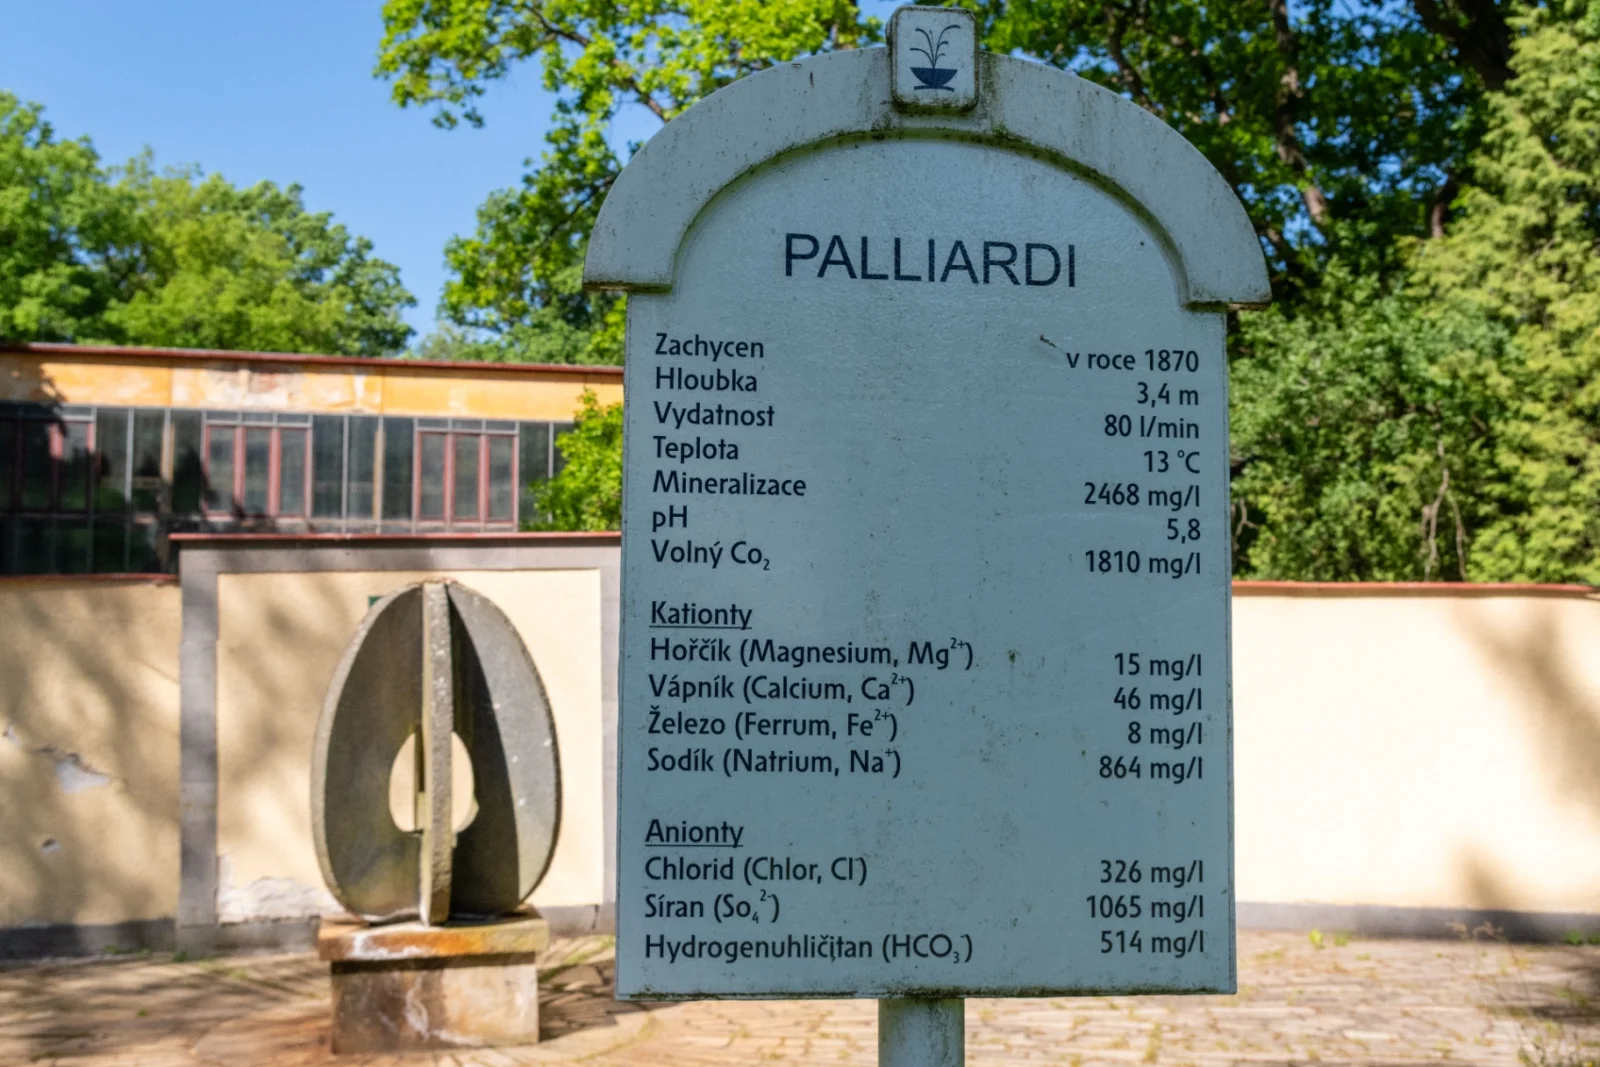 PALLIARDI
Zachycen v roce 1870
Hloubka 3,4 m
Vydatnost 80 l/min
Teplota 13 °C
Mineralizace 2468 mg/l
pH 5,8
Volný Co₂ 1810 mg/l
Kationty
Hořčík (Magnesium, Mg²⁺) 15 mg/l
Vápník (Calcium, Ca²⁺) 46 mg/l
Železo (Ferrum, Fe²⁺) 8 mg/l
Sodík (Natrium, Na⁺) 864 mg/l
Anionty
Chlorid (Chlor, Cl⁻) 326 mg/l
Síran (So₄²⁻) 1065 mg/l
Hydrogenuhličitan (HCO₃⁻) 514 mg/l